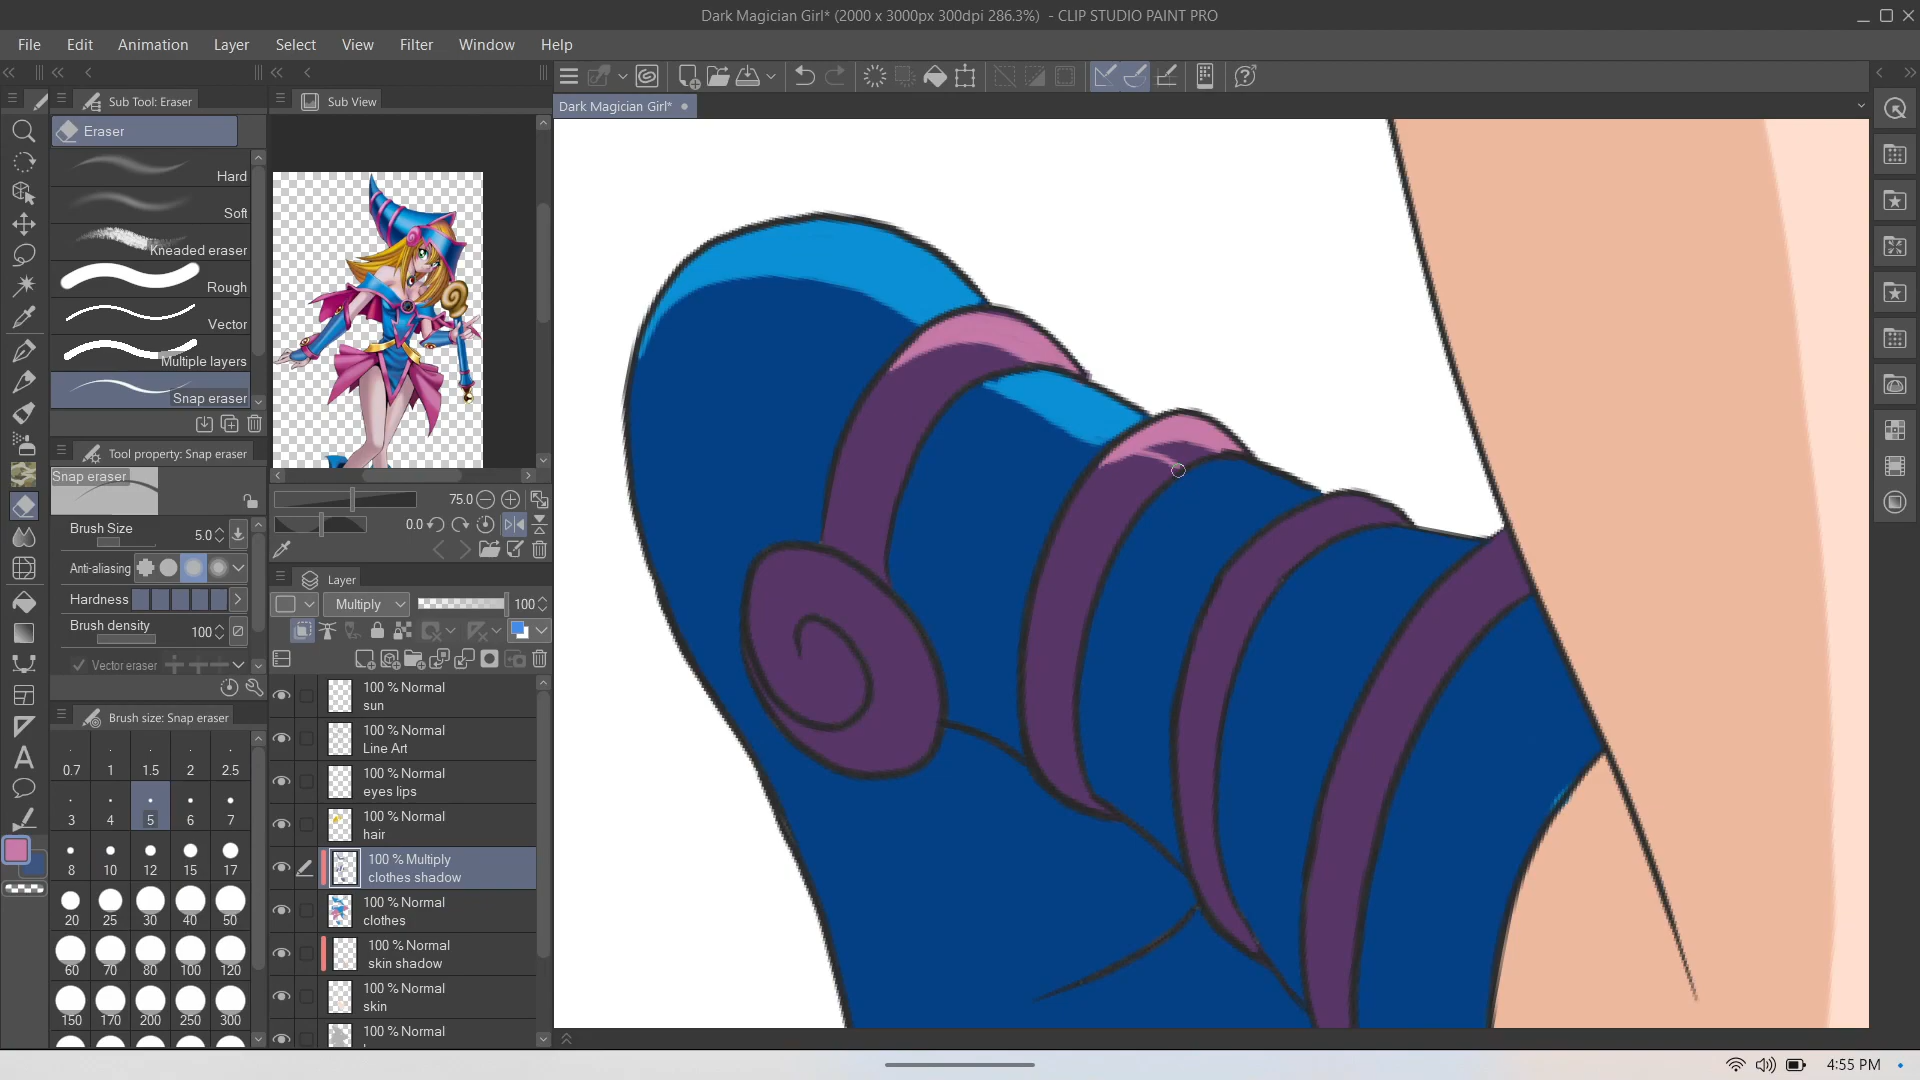 Dark Magician Girl* (2000 x 3000px 300dpi 286.3%) - CLIP STUDIO PAINT PRO
File Edit Animation Layer Select View Filter Window Help
Sub Tool: Eraser
Sub View
Dark Magician Girl*
Eraser
Hard
Soft
Kneaded eraser
Rough
Vector
Multiple layers
Snap eraser
Tool property: Snap eraser
Snap eraser
Brush Size 5.0
Anti-aliasing
Hardness
Brush density 100
Vector eraser
75.0
0.0
Layer
Multiply 100
Brush size: Snap eraser
0.7 1 1.5 2 2.5
3 4 5 6 7
8 10 12 15 17
20 25 30 40 50
60 70 80 100 120
150 170 200 250 300
100 % Normal
sun
100 % Normal
Line Art
100 % Normal
eyes lips
100 % Normal
hair
100 % Multiply
clothes shadow
100 % Normal
clothes
100 % Normal
skin shadow
100 % Normal
skin
100 % Normal
4:55 PM